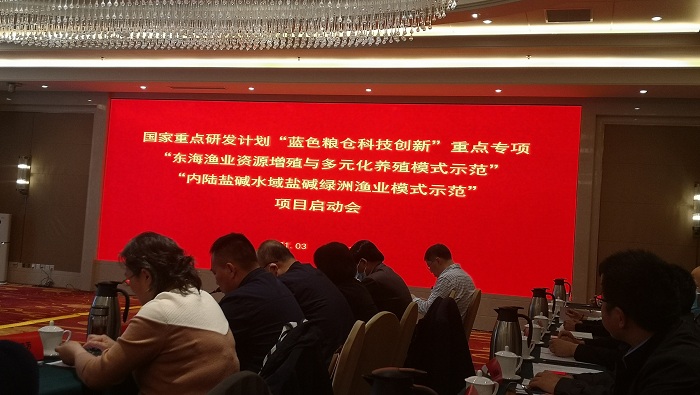 国家重点研发计划“蓝色粮仓科技创新”重点专项
“东海渔业资源增殖与多元化养殖模式示范”
“内陆盐碱水域盐碱绿洲渔业模式示范”
项目启动会
03